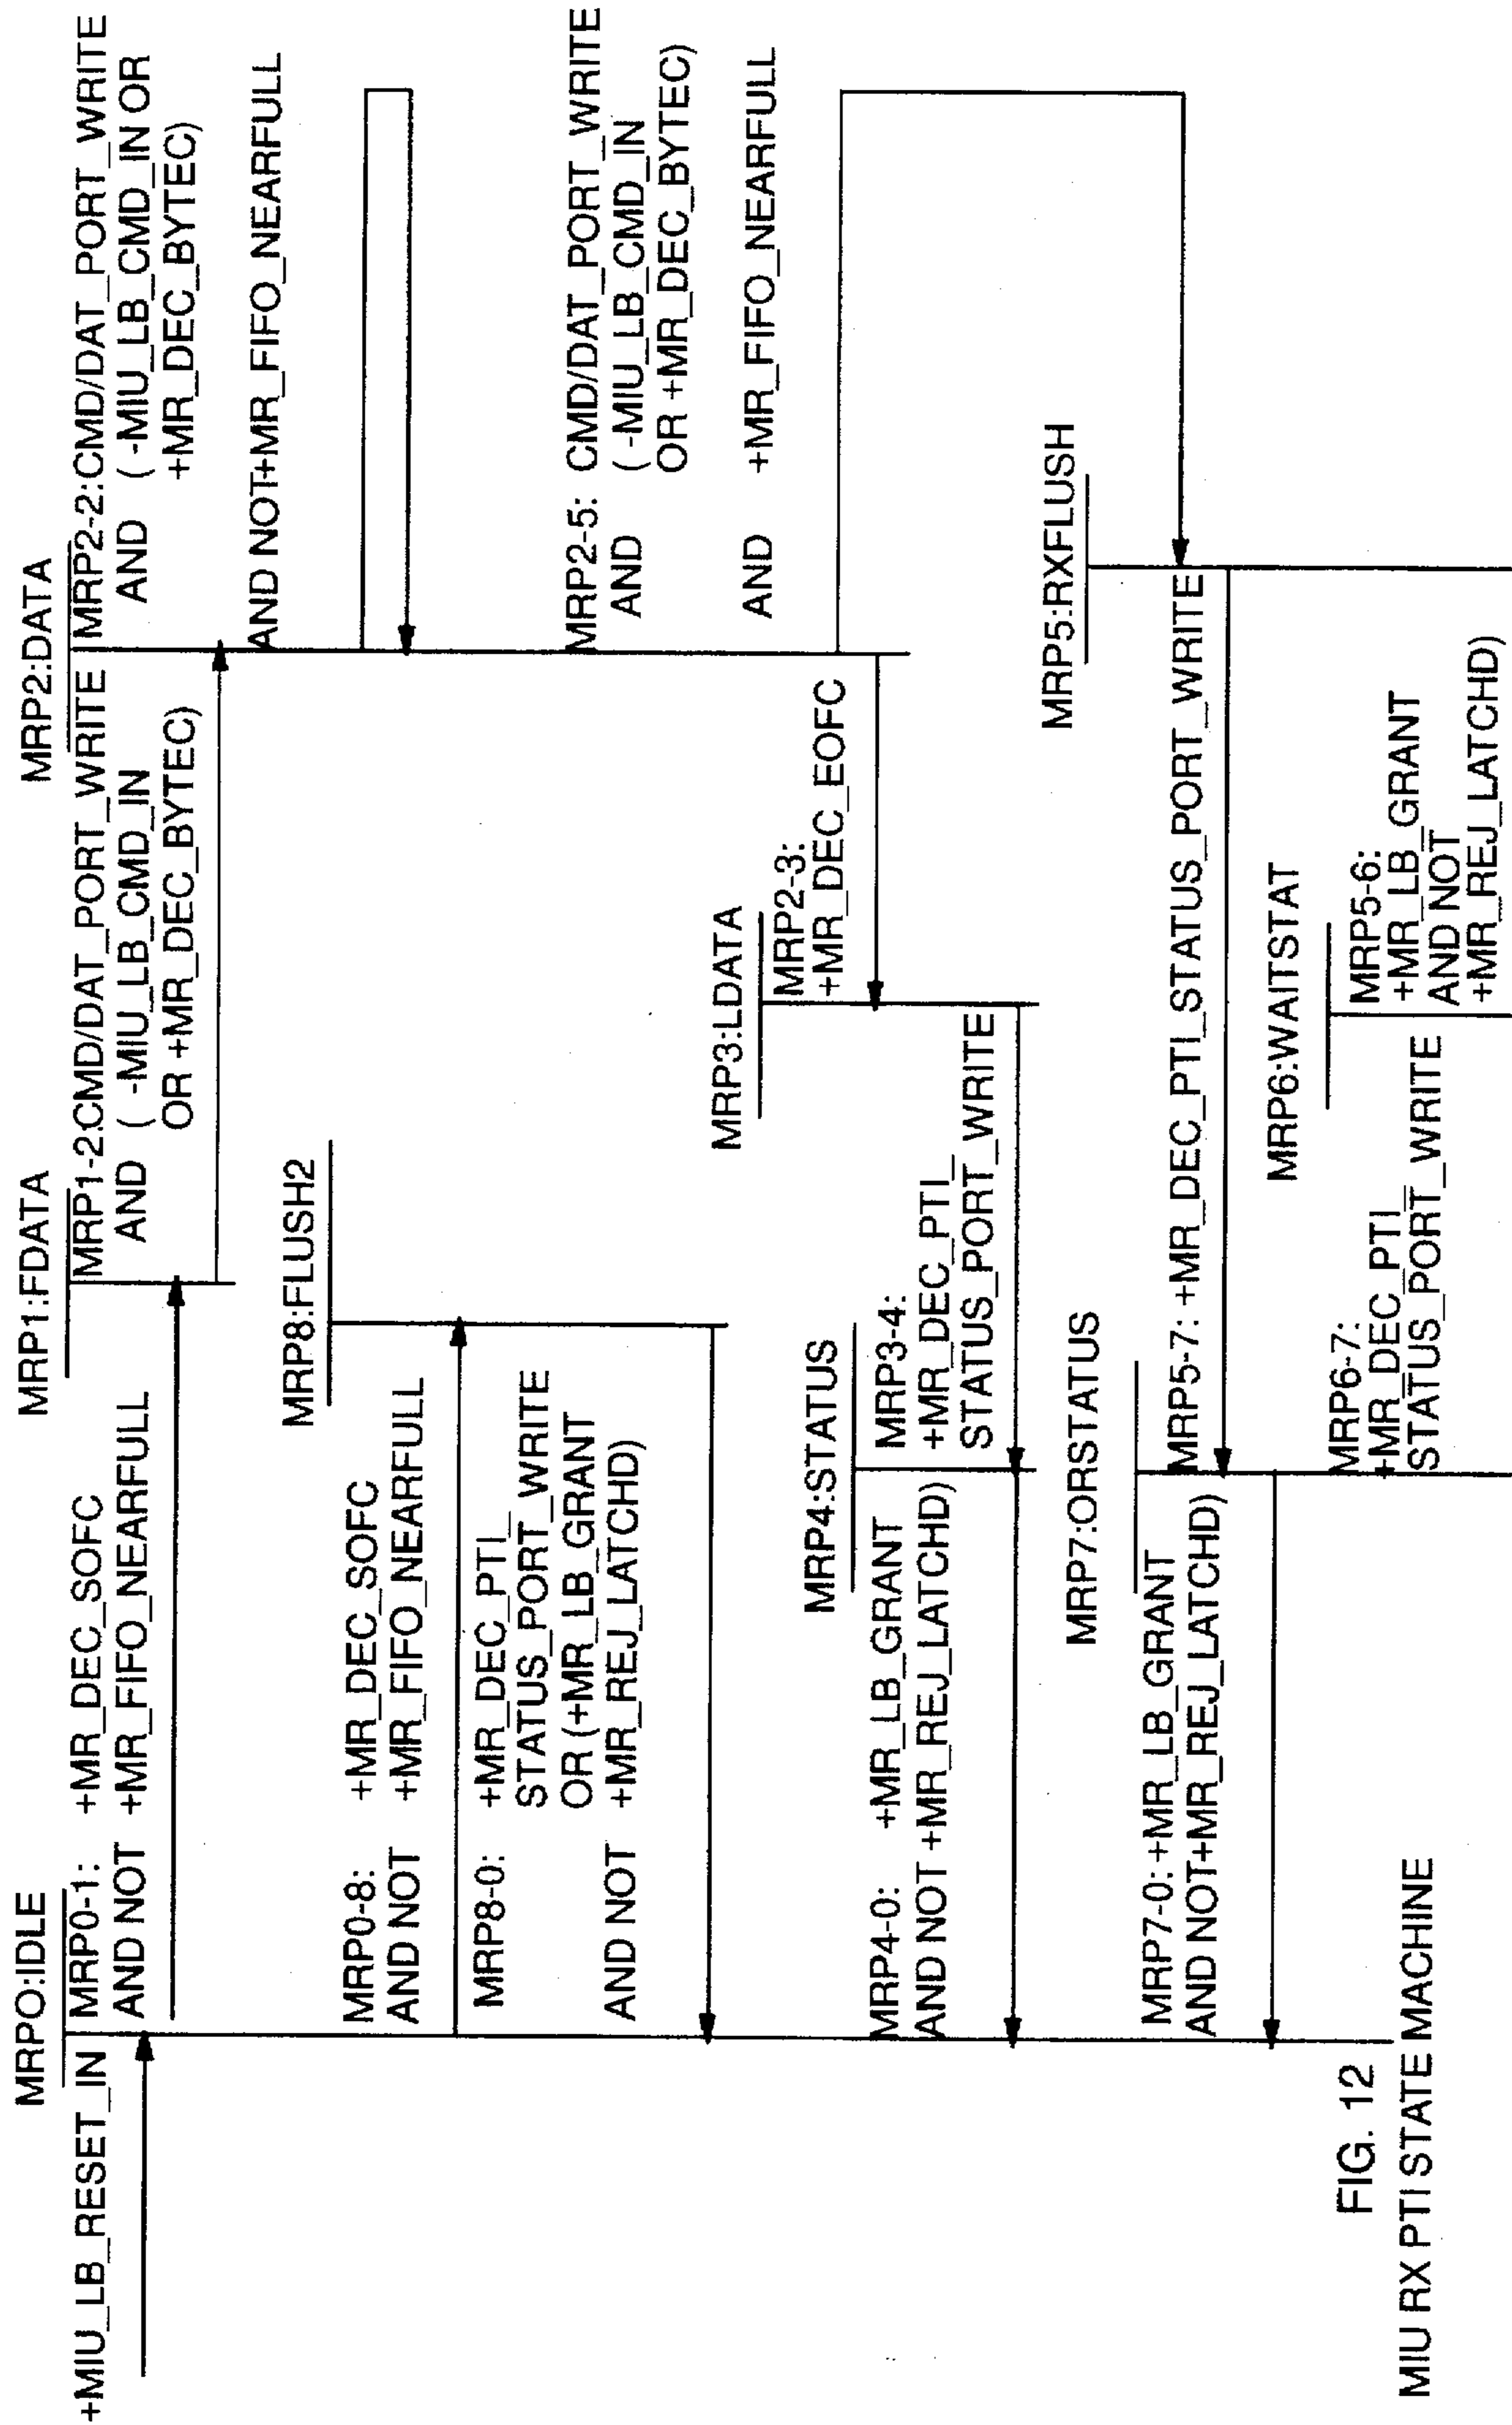 +MIU_LB_RESET_IN
MRPO:IDLE
MRP0-1: +MR_DEC_SOFC
AND NOT +MR_FIFO_NEARFULL
MRP1:FDATA
MRP1-2:CMD/DAT_PORT_WRITE
AND ( -MIU_LB_CMD_IN
OR +MR_DEC_BYTEC)
MRP2:DATA
MRP2-2:CMD/DAT_PORT_WRITE
AND ( -MIU_LB_CMD_IN OR
+MR_DEC_BYTEC)
AND NOT+MR_FIFO_NEARFULL
MRP8:FLUSH2
MRP0-8: +MR_DEC_SOFC
AND NOT +MR_FIFO_NEARFULL
MRP8-0: +MR_DEC_PTI_
STATUS_PORT_WRITE
OR (+MR_LB_GRANT
AND NOT +MR_REJ_LATCHD)
MRP2-5: CMD/DAT_PORT_WRITE
AND ( -MIU_LB_CMD_IN
OR +MR_DEC_BYTEC)
AND +MR_FIFO_NEARFULL
MRP3:LDATA
MRP2-3:
+MR_DEC_EOFC
MRP4:STATUS
MRP3-4:
+MR_DEC_PTI_
STATUS_PORT_WRITE
MRP4-0: +MR_LB_GRANT
AND NOT +MR_REJ_LATCHD)
MRP5:RXFLUSH
MRP7:ORSTATUS
MRP5-7: +MR_DEC_PTI_STATUS_PORT_WRITE
MRP7-0: +MR_LB_GRANT
AND NOT+MR_REJ_LATCHD)
MRP6:WAITSTAT
MRP6-7:
+MR_DEC_PTI_
STATUS_PORT_WRITE
MRP5-6:
+MR_LB_GRANT
AND NOT
+MR_REJ_LATCHD)
FIG. 12
MIU RX PTI STATE MACHINE